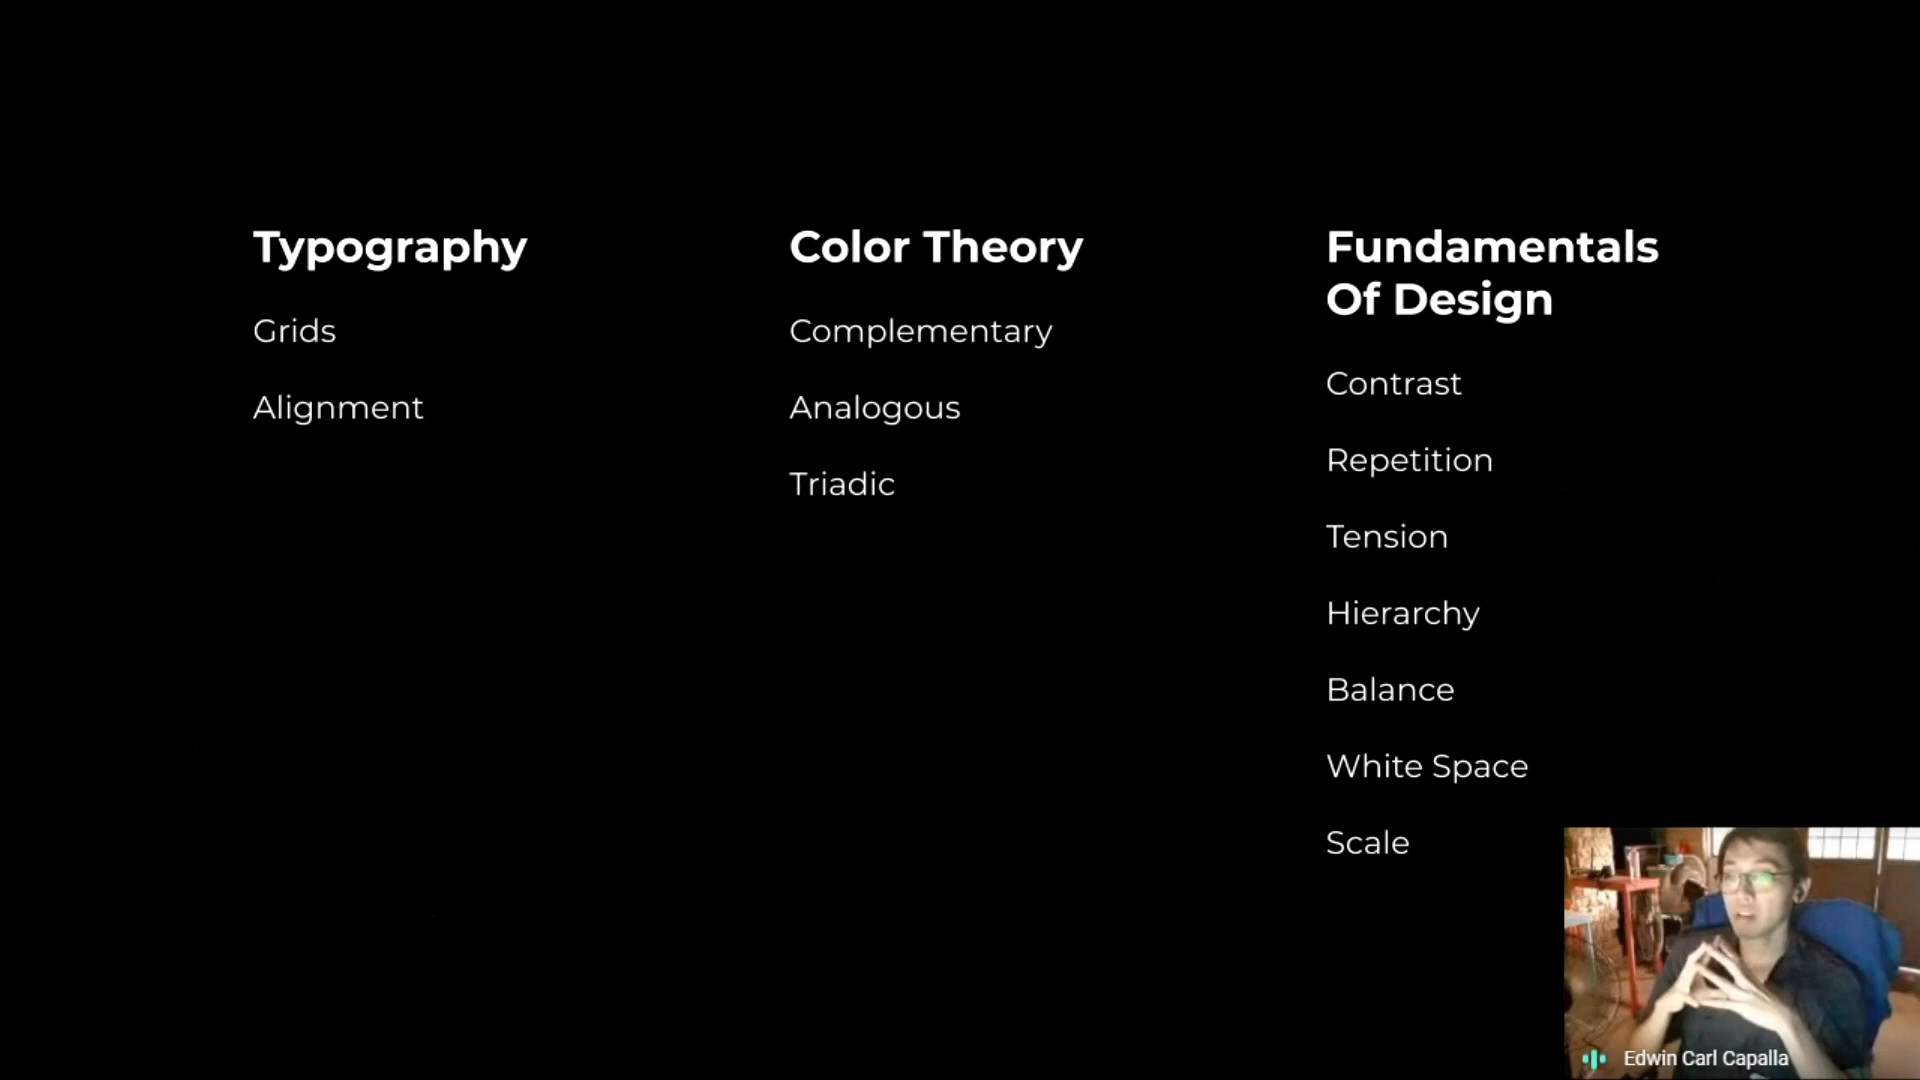 Typography
Grids
Alignment
Color Theory
Complementary
Analogous
Triadic
Fundamentals
Of Design
Contrast
Repetition
Tension
Hierarchy
Balance
White Space
Scale
Edwin Carl Capalla